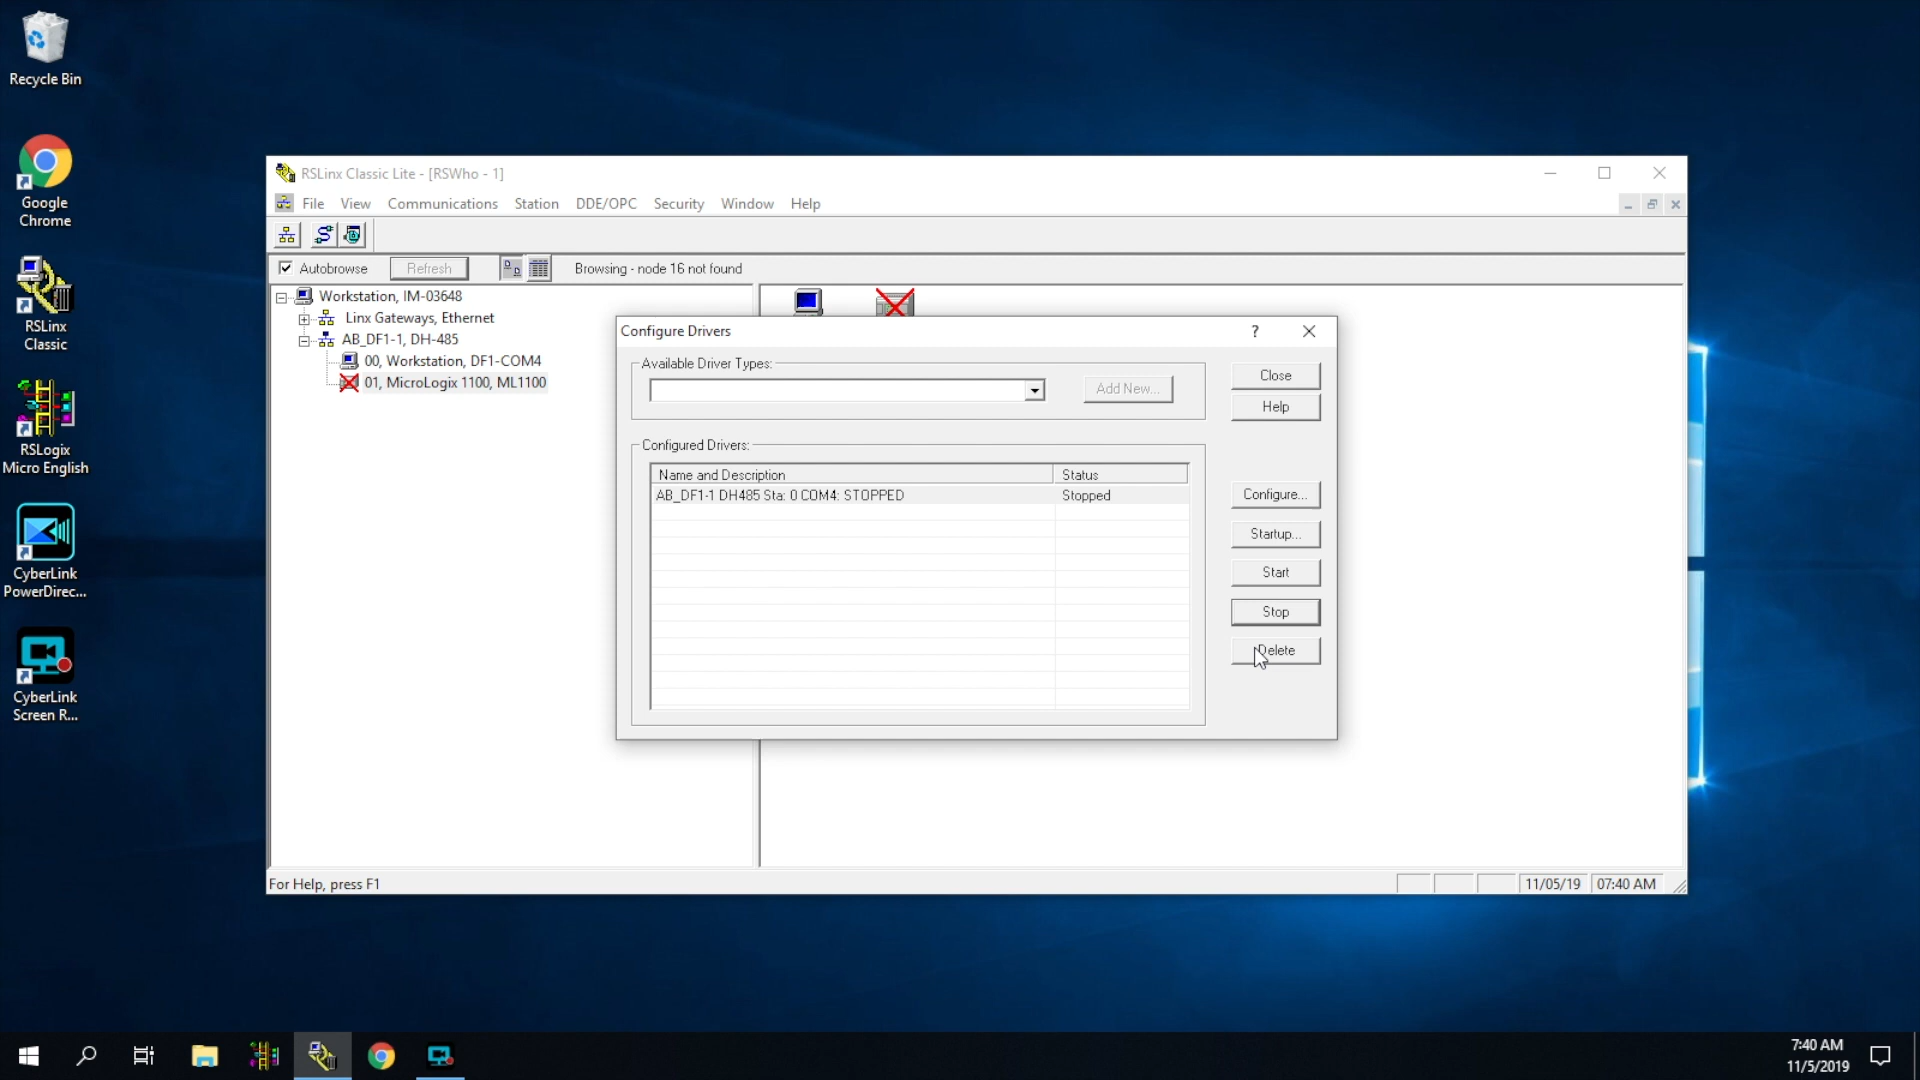 Recycle Bin
Google
Chrome
RSLinx
Classic
RSLogix
Micro English
CyberLink
PowerDirec...
CyberLink
Screen R...
RSLinx Classic Lite - [RSWho - 1]
File View Communications Station DDE/OPC Security Window Help
Autobrowse Refresh Browsing - node 16 not found
Workstation, IM-03648
Linx Gateways, Ethernet
AB_DF1-1, DH-485
00, Workstation, DF1-COM4
01, MicroLogix 1100, ML1100
Configure Drivers ?
Available Driver Types:
Add New...
Close
Help
Configured Drivers:
Name and Description Status
AB_DF1-1 DH485 Sta: 0 COM4: STOPPED Stopped
Configure...
Startup...
Start
Stop
Delete
For Help, press F1 11/05/19 07:40 AM
7:40 AM
11/5/2019